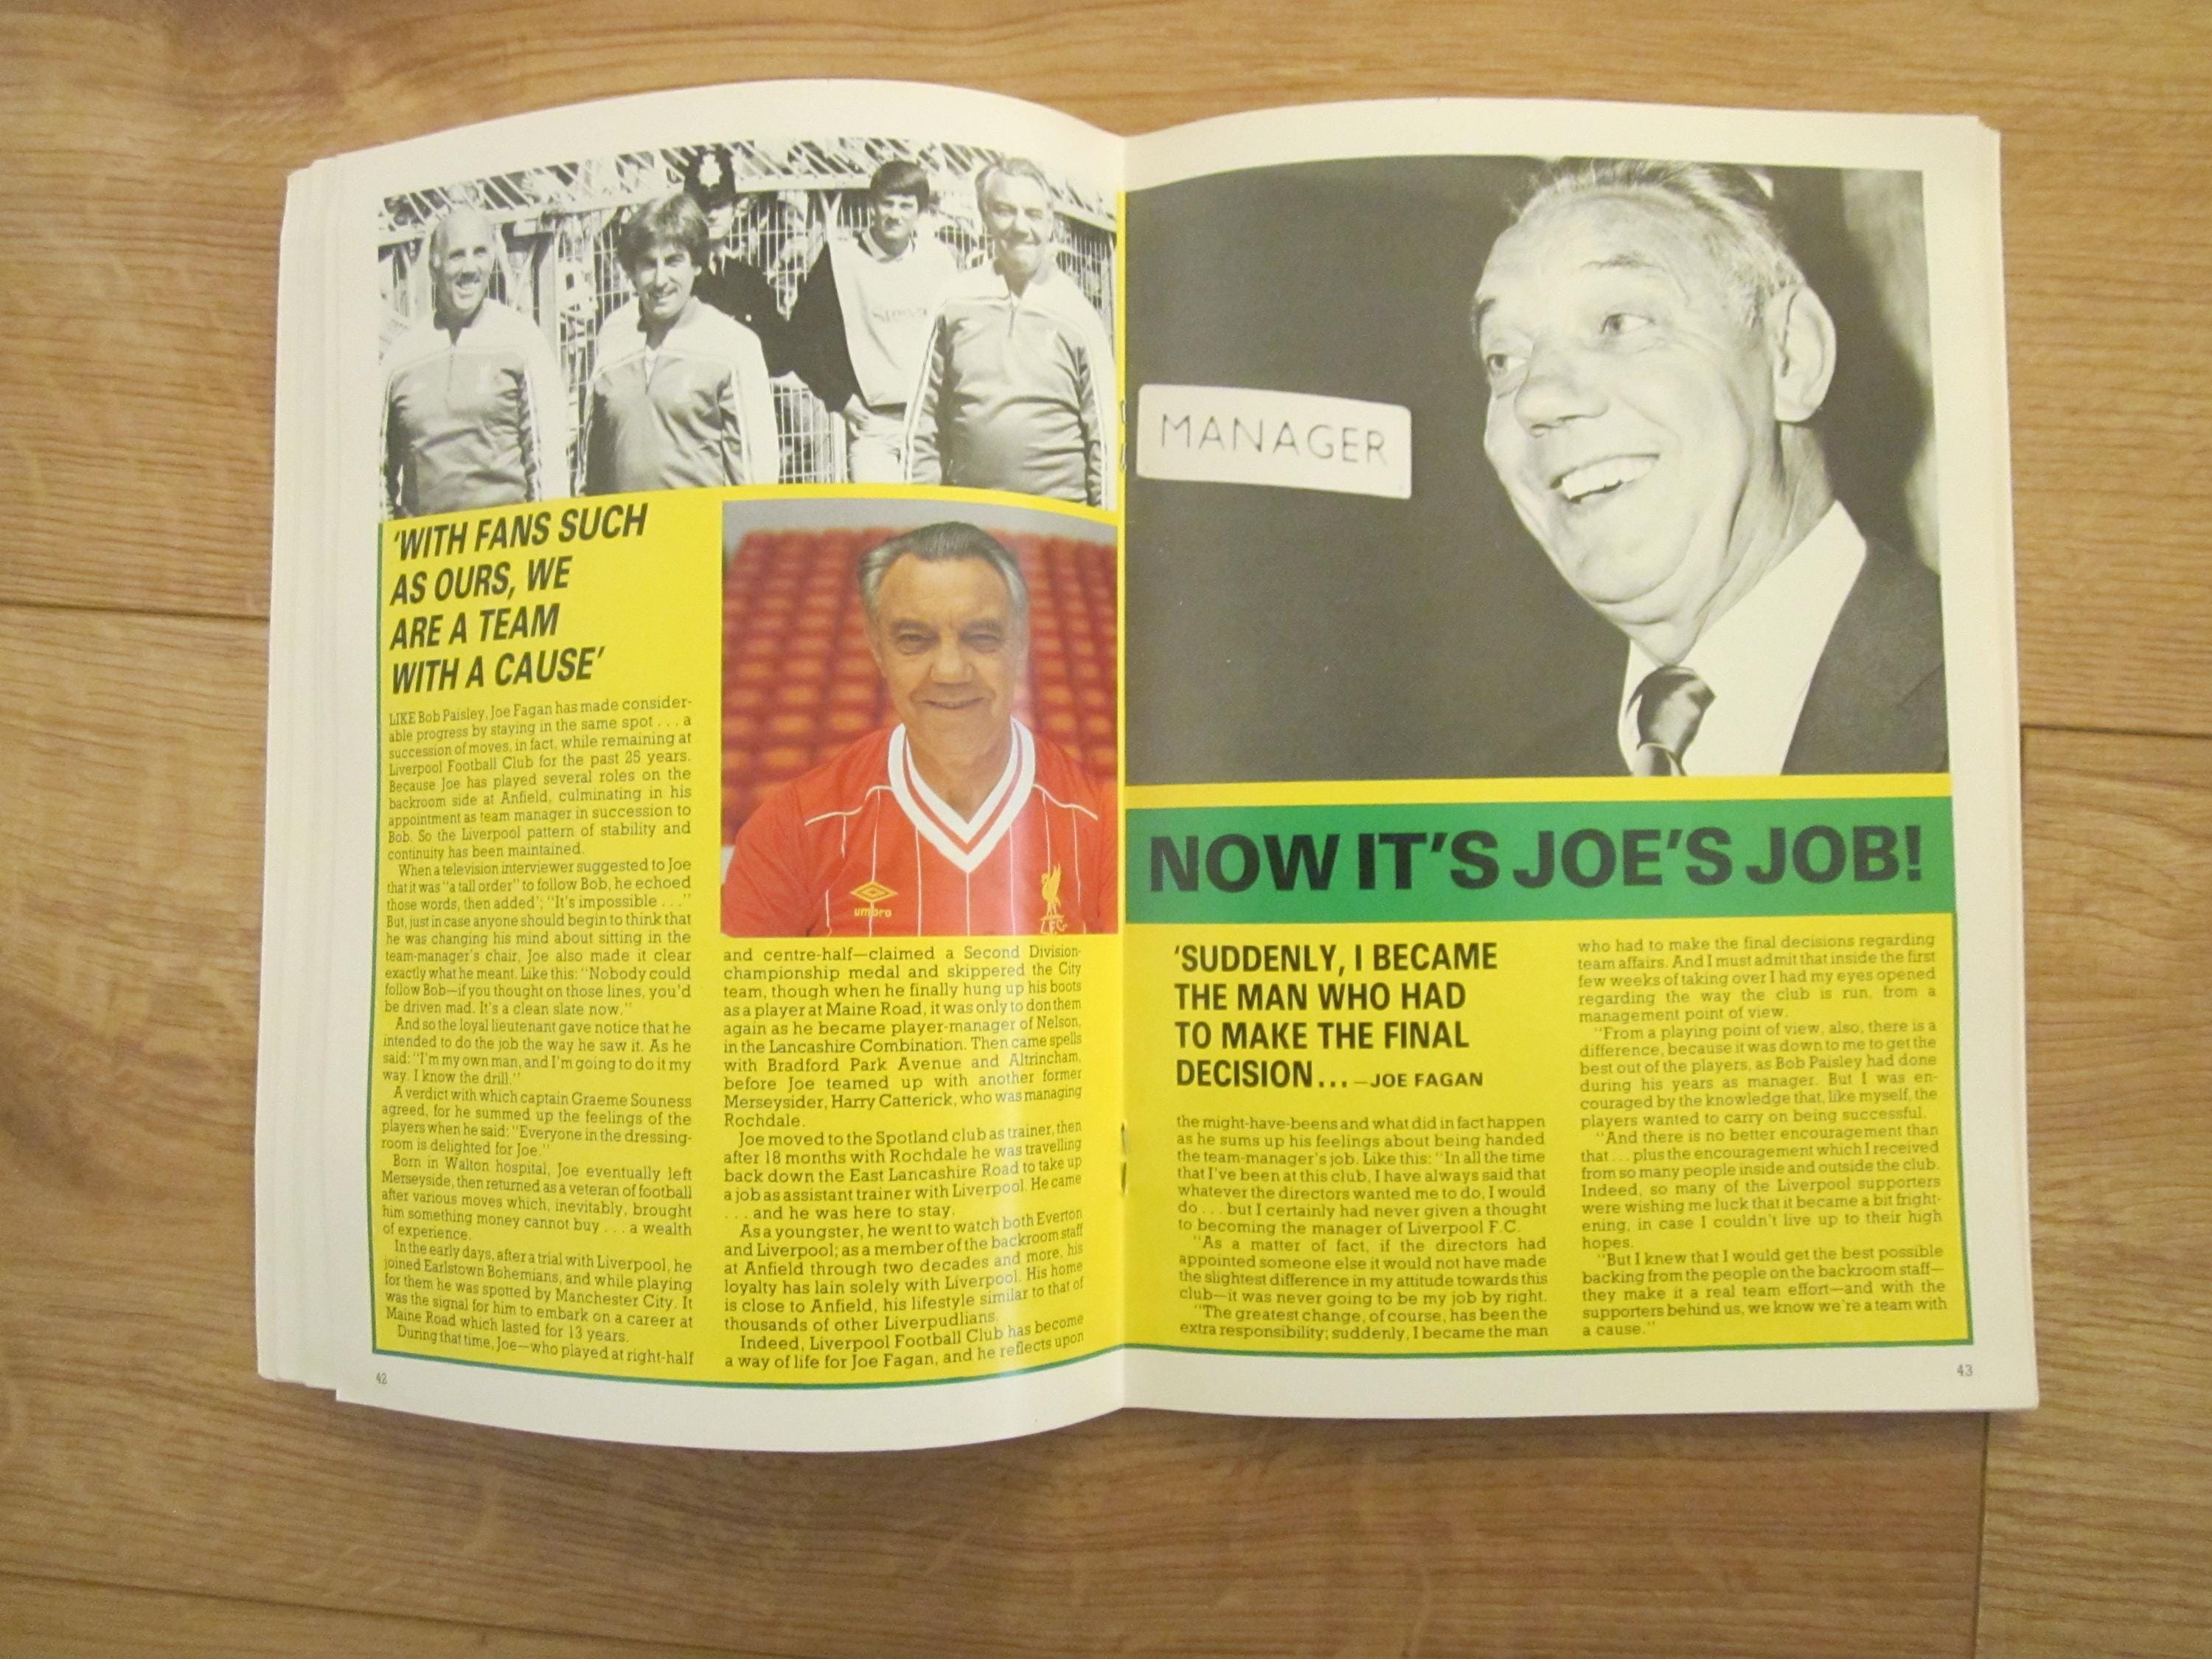 'WITH FANS SUCH
AS OURS, WE
ARE A TEAM
WITH A CAUSE'
LIKE Bob Paisley, Joe Fagan has made consider-
able progress by staying in the same spot . . . a
succession of moves, in fact, while remaining at
Liverpool Football Club for the past 25 years.
Because Joe has played several roles on the
backroom side at Anfield, culminating in his
appointment as team manager in succession to
Bob. So the Liverpool pattern of stability and
continuity has been maintained.
When a television interviewer suggested to Joe
that it was "a tall order" to follow Bob, he echoed
those words, then added'; "It's impossible . . ."
But, just in case anyone should begin to think that
he was changing his mind about sitting in the
team-manager's chair, Joe also made it clear
exactly what he meant. Like this: "Nobody could
follow Bob—if you thought on those lines, you'd
be driven mad. It's a clean slate now."
And so the loyal lieutenant gave notice that he
intended to do the job the way he saw it. As he
said: "I'm my own man, and I'm going to do it my
way. I know the drill."
A verdict with which captain Graeme Souness
agreed, for he summed up the feelings of the
players when he said: "Everyone in the dressing-
room is delighted for Joe."
Born in Walton hospital, Joe eventually left
Merseyside, then returned as a veteran of football
after various moves which, inevitably, brought
him something money cannot buy . . . a wealth
of experience.
In the early days, after a trial with Liverpool, he
joined Earlstown Bohemians, and while playing
for them he was spotted by Manchester City. It
was the signal for him to embark on a career at
Maine Road which lasted for 13 years.
During that time, Joe—who played at right-half
umbro
L.F.C.
and centre-half—claimed a Second Division-
championship medal and skippered the City
team, though when he finally hung up his boots
as a player at Maine Road, it was only to don them
again as he became player-manager of Nelson,
in the Lancashire Combination. Then came spells
with Bradford Park Avenue and Altrincham,
before Joe teamed up with another former
Merseysider, Harry Catterick, who was managing
Rochdale.
Joe moved to the Spotland club as trainer, then
after 18 months with Rochdale he was travelling
back down the East Lancashire Road to take up
a job as assistant trainer with Liverpool. He came
. . . and he was here to stay.
As a youngster, he went to watch both Everton
and Liverpool; as a member of the backroom staff
at Anfield through two decades and more, his
loyalty has lain solely with Liverpool. His home
is close to Anfield, his lifestyle similar to that of
thousands of other Liverpudlians.
Indeed, Liverpool Football Club has become
a way of life for Joe Fagan, and he reflects upon
42
MANAGER
NOW IT'S JOE'S JOB!
'SUDDENLY, I BECAME
THE MAN WHO HAD
TO MAKE THE FINAL
DECISION . . . —JOE FAGAN
the might-have-beens and what did in fact happen
as he sums up his feelings about being handed
the team-manager's job. Like this: "In all the time
that I've been at this club, I have always said that
whatever the directors wanted me to do, I would
do . . . but I certainly had never given a thought
to becoming the manager of Liverpool F.C.
"As a matter of fact, if the directors had
appointed someone else it would not have made
the slightest difference in my attitude towards this
club—it was never going to be my job by right.
"The greatest change, of course, has been the
extra responsibility; suddenly, I became the man
who had to make the final decisions regarding
team affairs. And I must admit that inside the first
few weeks of taking over I had my eyes opened
regarding the way the club is run, from a
management point of view.
"From a playing point of view, also, there is a
difference, because it was down to me to get the
best out of the players, as Bob Paisley had done
during his years as manager. But I was en-
couraged by the knowledge that, like myself, the
players wanted to carry on being successful.
"And there is no better encouragement than
that . . . plus the encouragement which I received
from so many people inside and outside the club.
Indeed, so many of the Liverpool supporters
were wishing me luck that it became a bit fright-
ening, in case I couldn't live up to their high
hopes.
"But I knew that I would get the best possible
backing from the people on the backroom staff—
they make it a real team effort—and with the
supporters behind us, we know we're a team with
a cause."
43